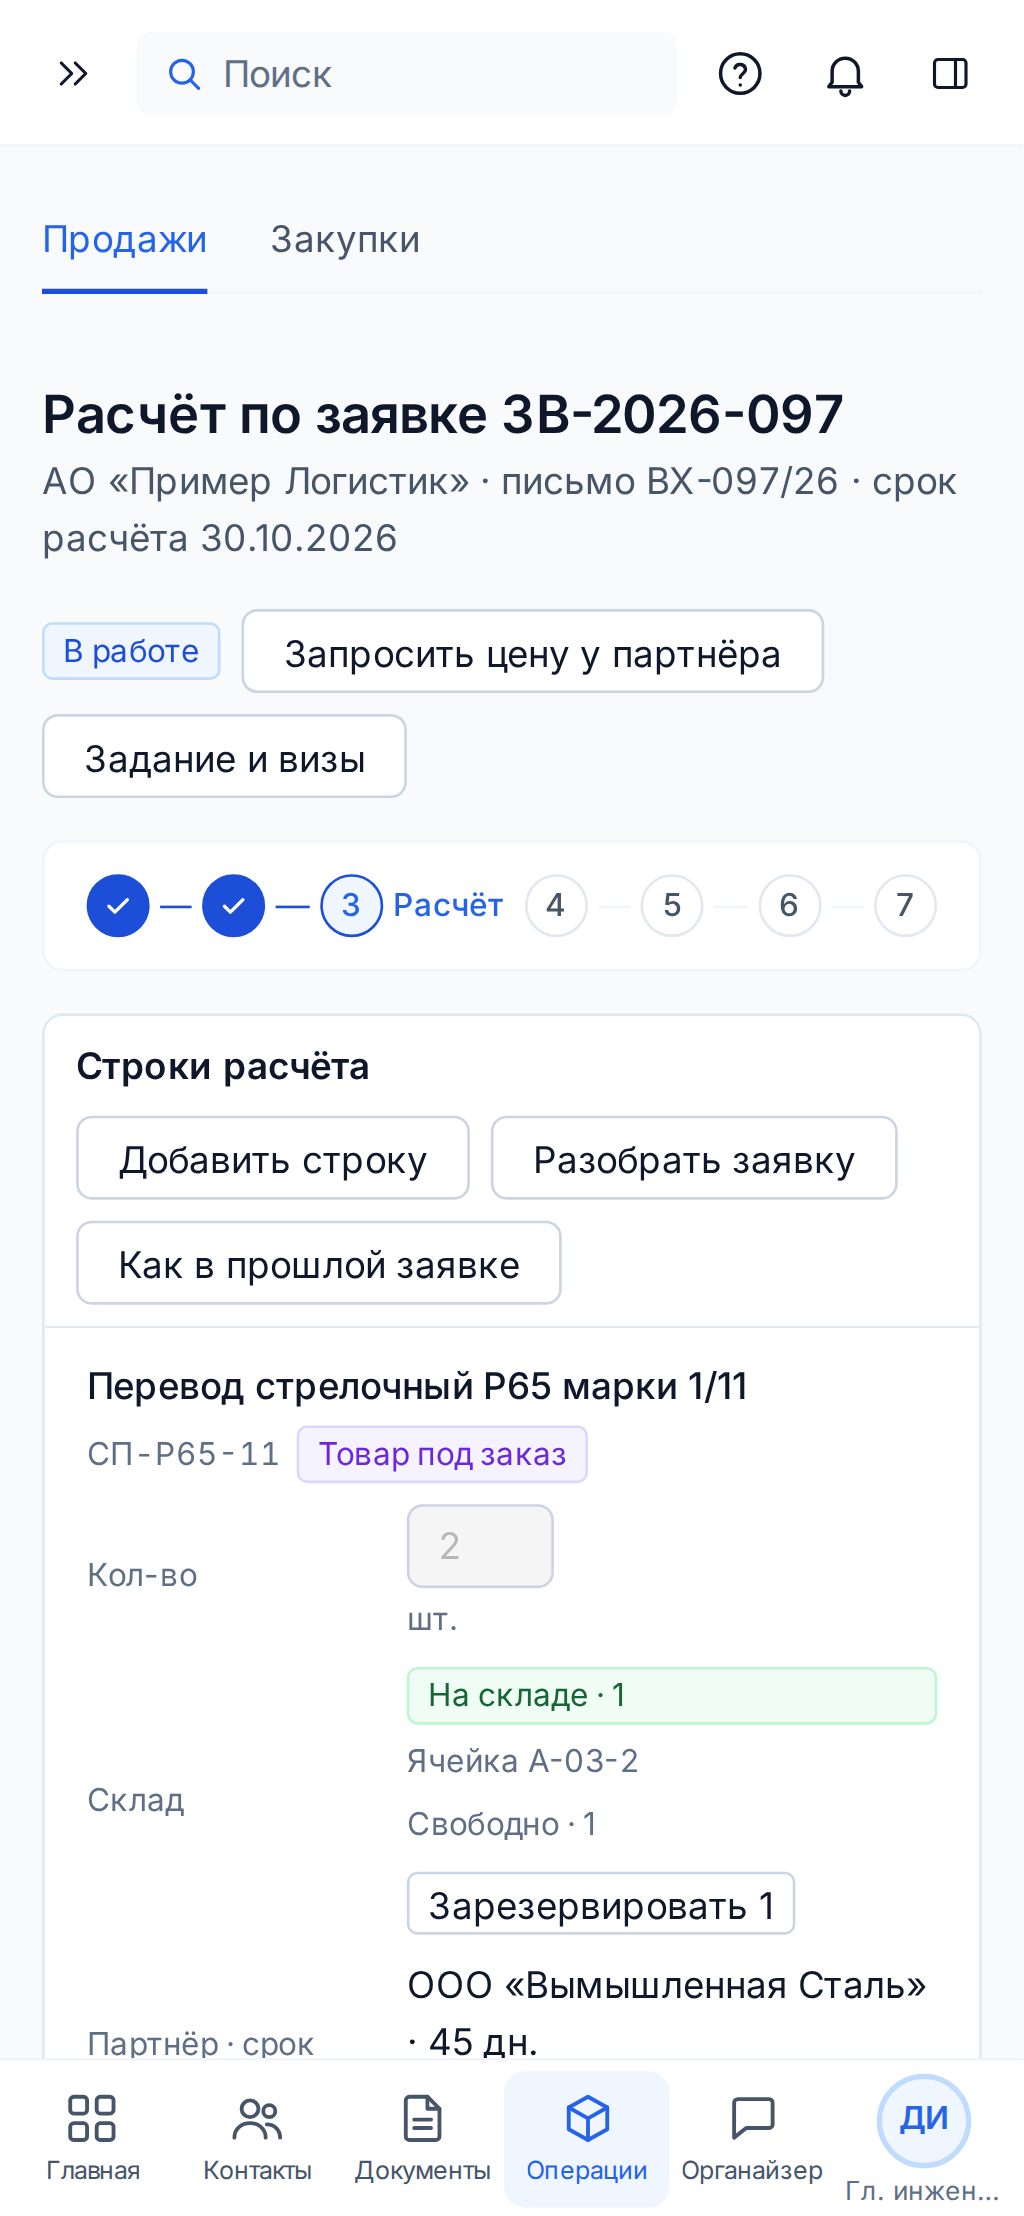 Поиск
Продажи Закупки
Расчёт по заявке ЗВ-2026-097
АО «Пример Логистик» · письмо ВХ-097/26 · срок
расчёта 30.10.2026
В работе Запросить цену у партнёра
Задание и визы
3 Расчёт 4 5 6 7
Строки расчёта
Добавить строку Разобрать заявку
Как в прошлой заявке
Перевод стрелочный Р65 марки 1/11
СП-Р65-11 Товар под заказ
2
Кол-во
шт.
На складе · 1
Ячейка А-03-2
Склад
Свободно · 1
Зарезервировать 1
ООО «Вымышленная Сталь»
· 45 дн.
Партнёр · срок
ДИ
Главная Контакты Документы Операции Органайзер
Гл. инжен...